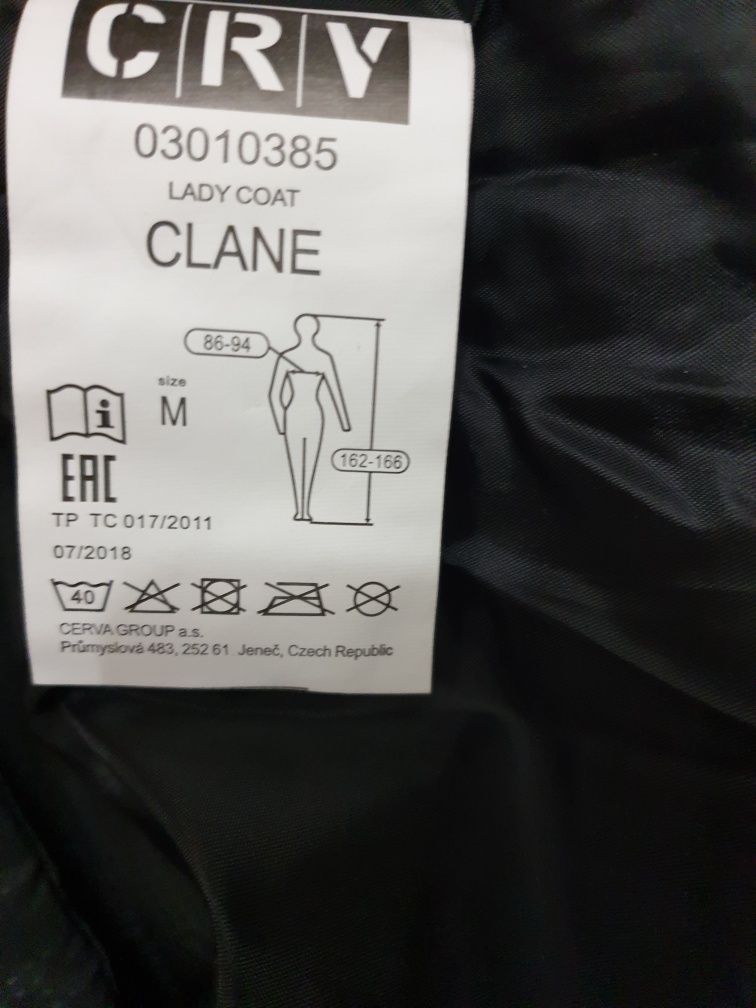 CRV
03010385
LADY COAT
CLANE
86-94
size
M
162-166
EAC
TP TC 017/2011
07/2018
40
CERVA GROUP a.s.
Průmyslová 483, 252 61 Jeneč, Czech Republic